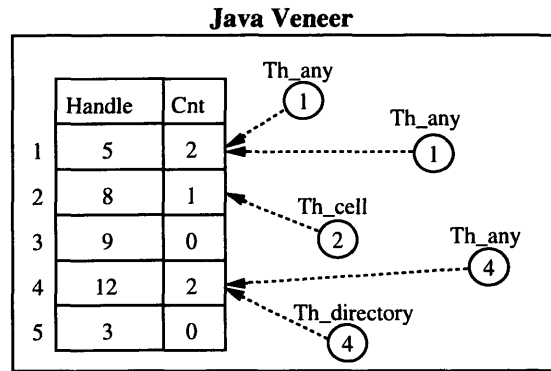 Java Veneer
Th_any
1
Handle Cnt
Th_any
1 5 2
1
2 8 1
Th_cell
3 9 0
2
Th_any
4 12 2
4
Th_directory
5 3 0
4